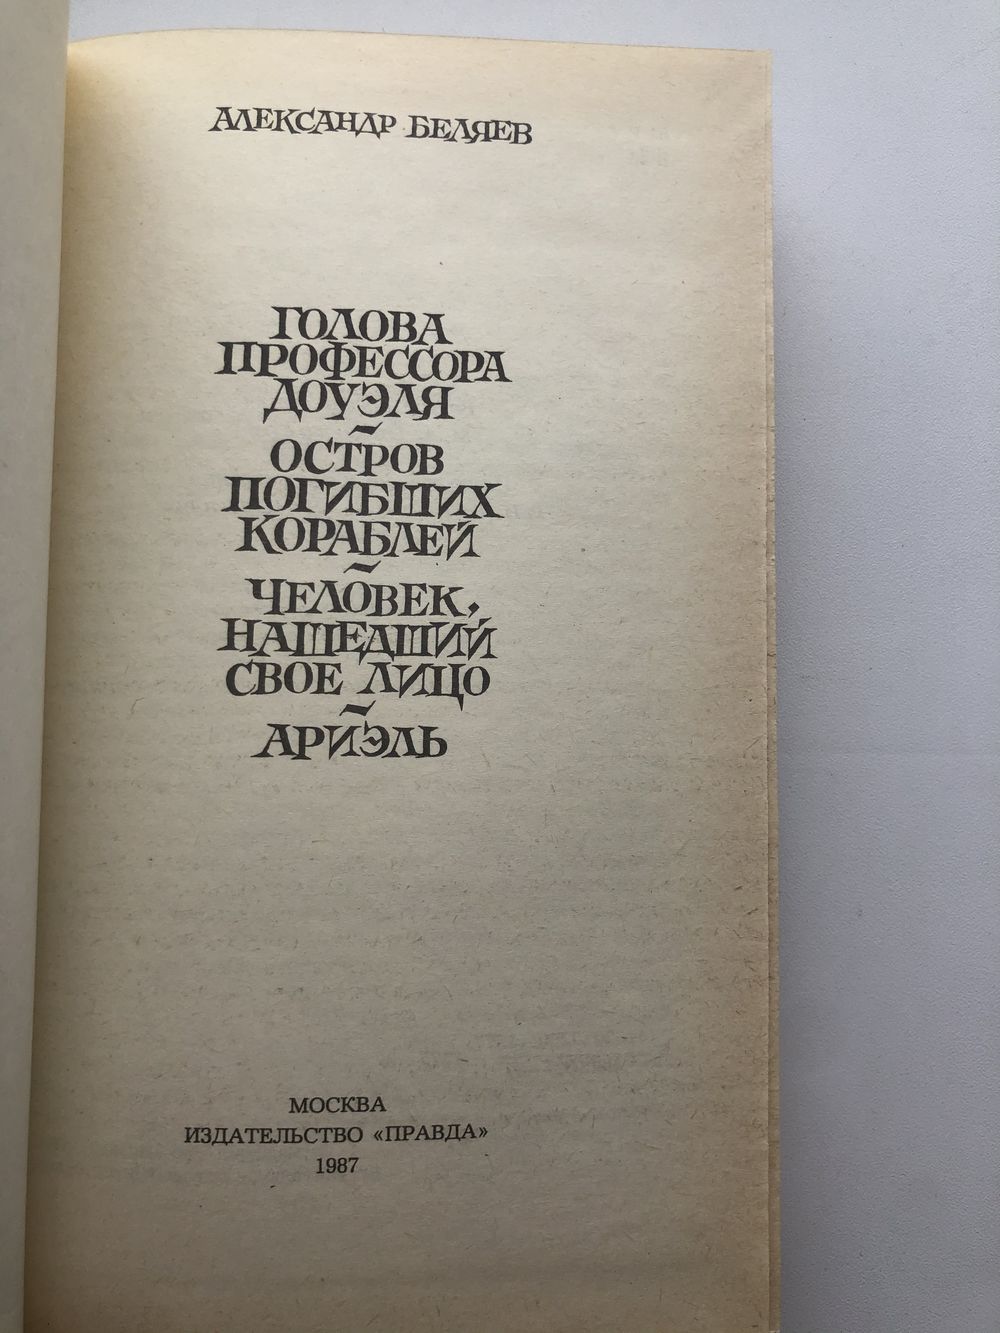 АЛЕКСАНДР БЕЛЯЕВ
ГОЛОВА
ПРОФЕССОРА
ДОУЭЛЯ
~
ОСТРОВ
ПОГИБШИХ
КОРАБЛЕЙ
~
ЧЕЛОВЕК,
НАШЕДШИЙ
СВОЕ ЛИЦО
~
АРИЭЛЬ
МОСКВА
ИЗДАТЕЛЬСТВО «ПРАВДА»
1987